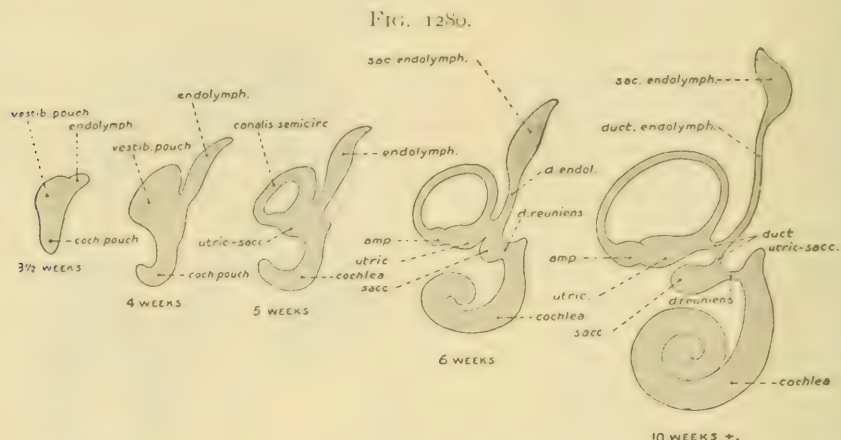 FIG. 1280.
vestib. pouch
endolymph
coch. pouch
3½ WEEKS
endolymph.
vestib. pouch
coch. pouch
4 WEEKS
canalis semicirc
endolymph.
utric-sacc
cochlea
5 WEEKS
sac endolymph.
d. endol.
d. reuniens
amp
utric
sacc
cochlea
6 WEEKS
sac. endolymph.
duct. endolymph.
duct
utric-sacc.
amp
utric.
d. reuniens
sacc
cochlea
10 WEEKS +.